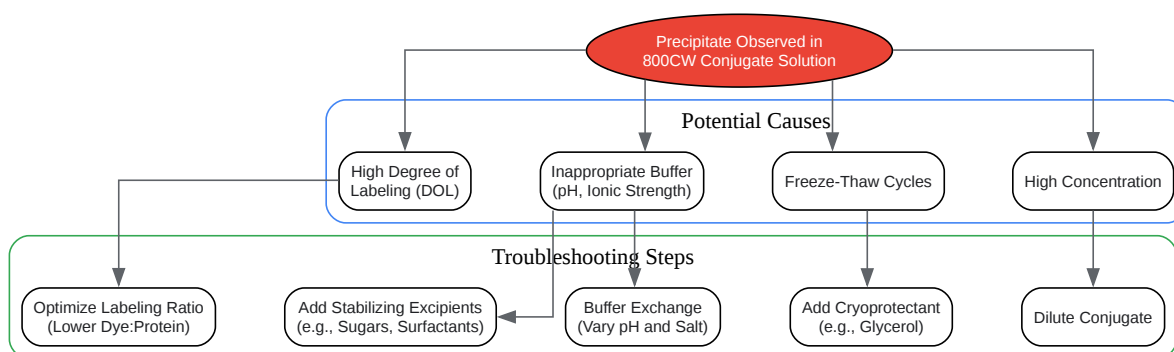 Precipitate Observed in
800CW Conjugate Solution
Potential Causes
High Degree of
Labeling (DOL)
Inappropriate Buffer
(pH, Ionic Strength)
Freeze-Thaw Cycles
High Concentration
Troubleshooting Steps
Optimize Labeling Ratio
(Lower Dye:Protein)
Add Stabilizing Excipients
(e.g., Sugars, Surfactants)
Buffer Exchange
(Vary pH and Salt)
Add Cryoprotectant
(e.g., Glycerol)
Dilute Conjugate